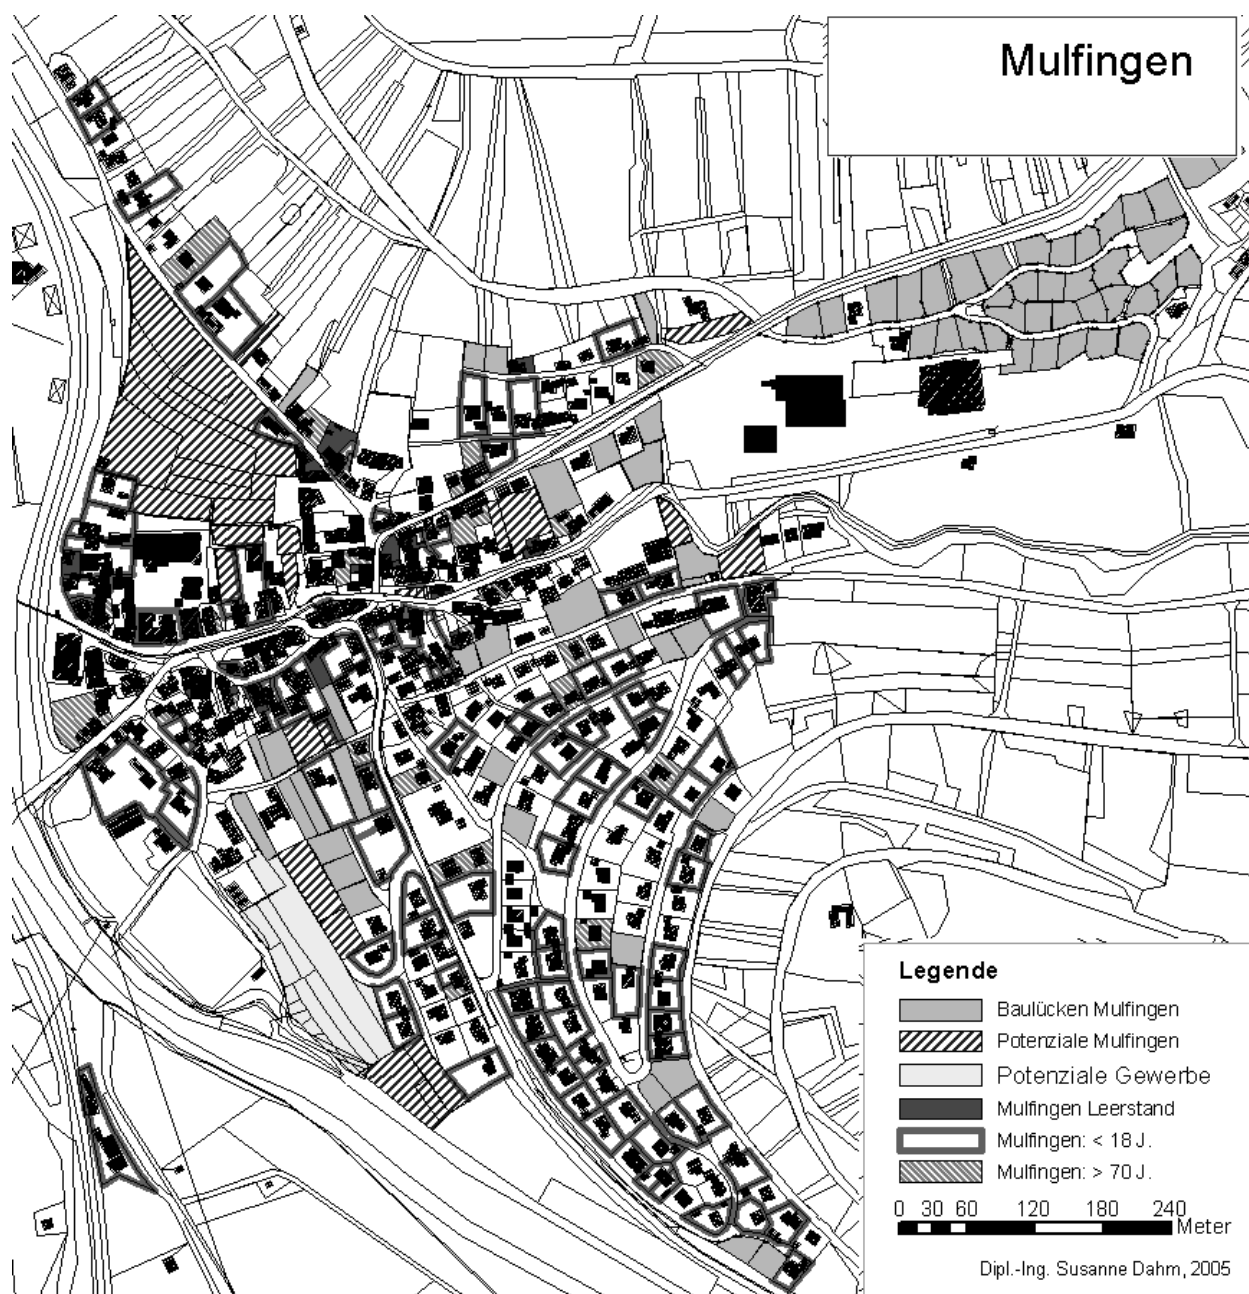 Mulfingen
Legende
Baulücken Mulfingen
Potenziale Mulfingen
Potenziale Gewerbe
Mulfingen Leerstand
Mulfingen: < 18 J.
Mulfingen: > 70 J.
0 30 60 120 180 240
Meter
Dipl.-Ing. Susanne Dahm, 2005